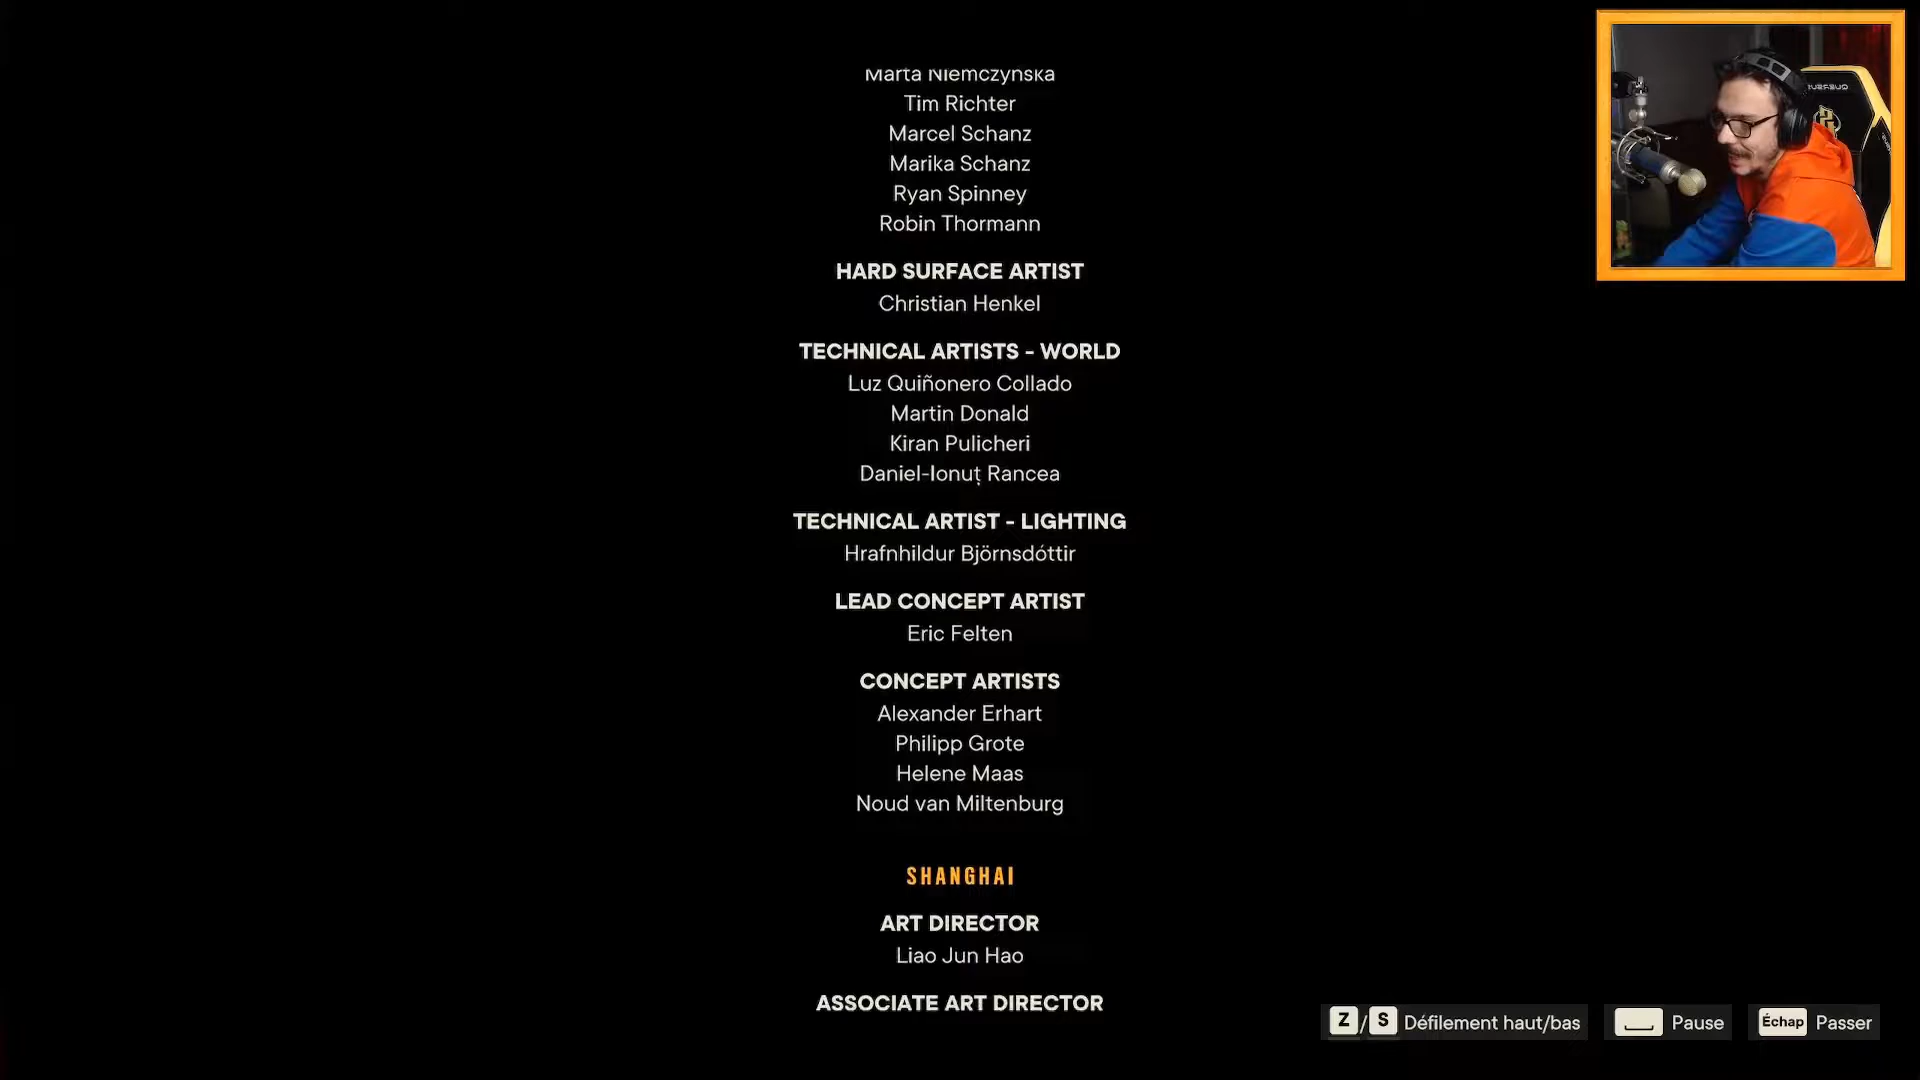 Marta Niemczynska
Tim Richter
Marcel Schanz
Marika Schanz
Ryan Spinney
Robin Thormann
HARD SURFACE ARTIST
Christian Henkel
TECHNICAL ARTISTS - WORLD
Luz Quiñonero Collado
Martin Donald
Kiran Pulicheri
Daniel-Ionuț Rancea
TECHNICAL ARTIST - LIGHTING
Hrafnhildur Björnsdóttir
LEAD CONCEPT ARTIST
Eric Felten
CONCEPT ARTISTS
Alexander Erhart
Philipp Grote
Helene Maas
Noud van Miltenburg
SHANGHAI
ART DIRECTOR
Liao Jun Hao
ASSOCIATE ART DIRECTOR
Z/S Défilement haut/bas Pause Échap Passer